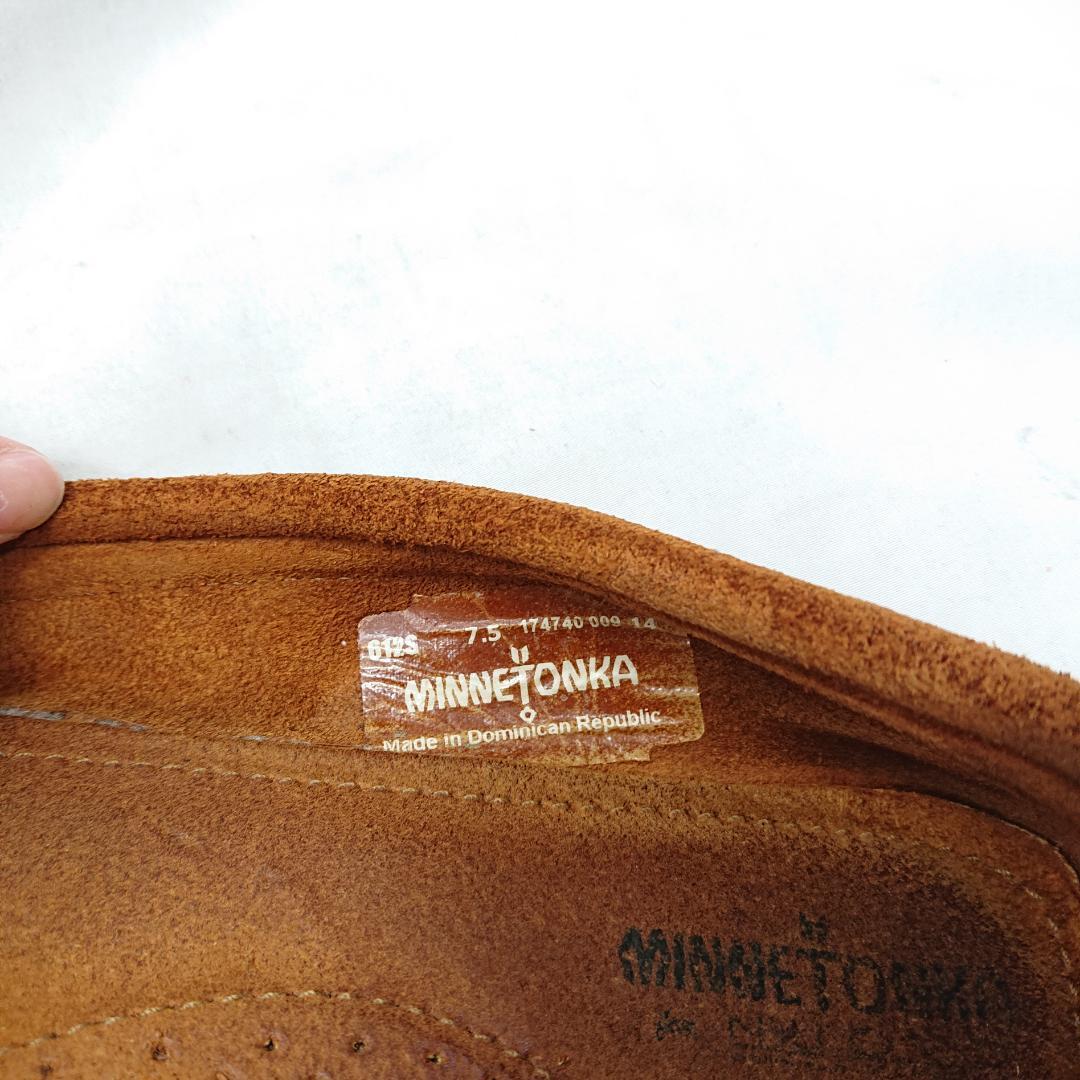 612S 7.5 174740 009 14
MINNETONKA
Made in Dominican Republic
MINNETONKA